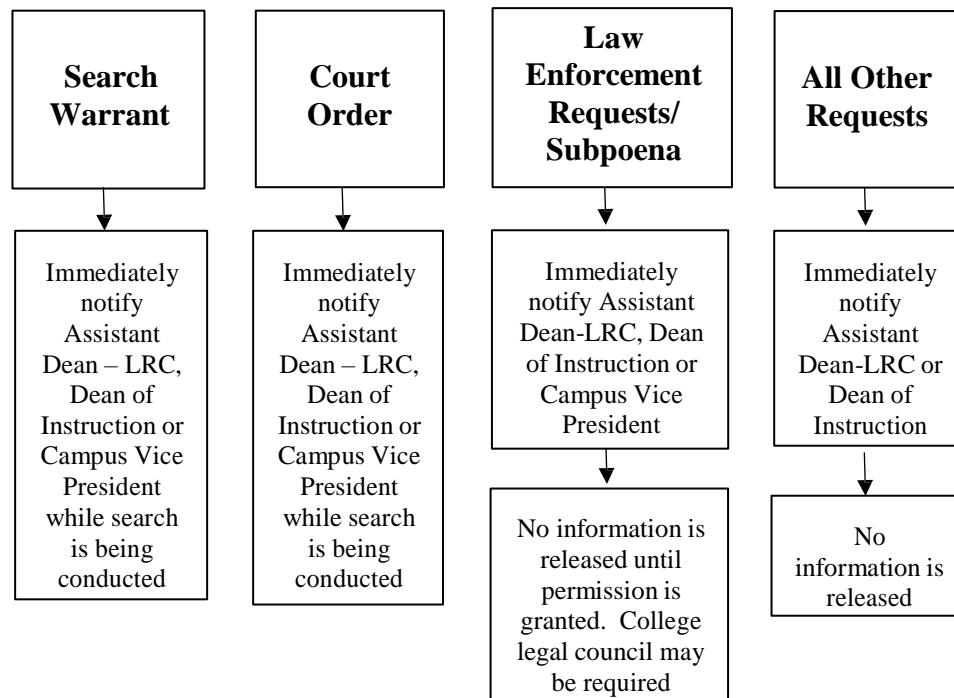 Search
Warrant
Immediately
notify
Assistant
Dean – LRC,
Dean of
Instruction or
Campus Vice
President
while search
is being
conducted
Court
Order
Immediately
notify
Assistant
Dean – LRC,
Dean of
Instruction or
Campus Vice
President
while search
is being
conducted
Law
Enforcement
Requests/
Subpoena
Immediately
notify Assistant
Dean-LRC, Dean
of Instruction or
Campus Vice
President
No information is
released until
permission is
granted.  College
legal council may
be required
All Other
Requests
Immediately
notify
Assistant
Dean-LRC or
Dean of
Instruction
No
information is
released